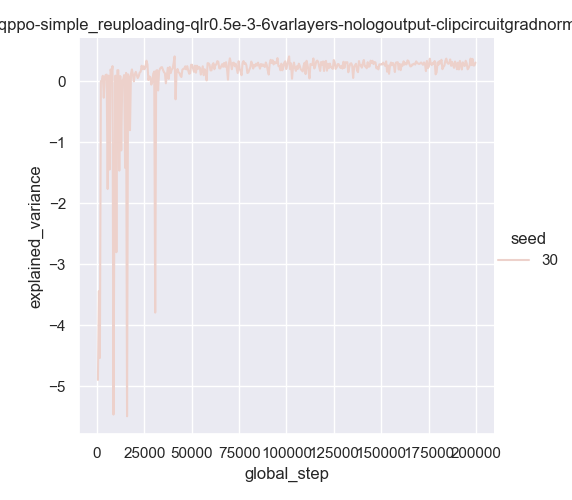 qppo-simple_reuploading-qlr0.5e-3-6varlayers-nologoutput-clipcircuitgradnorm
0
−1
−2
−3
−4
−5
explained_variance
0 25000 50000 75000 100000 125000 150000 175000 200000
global_step
seed
30